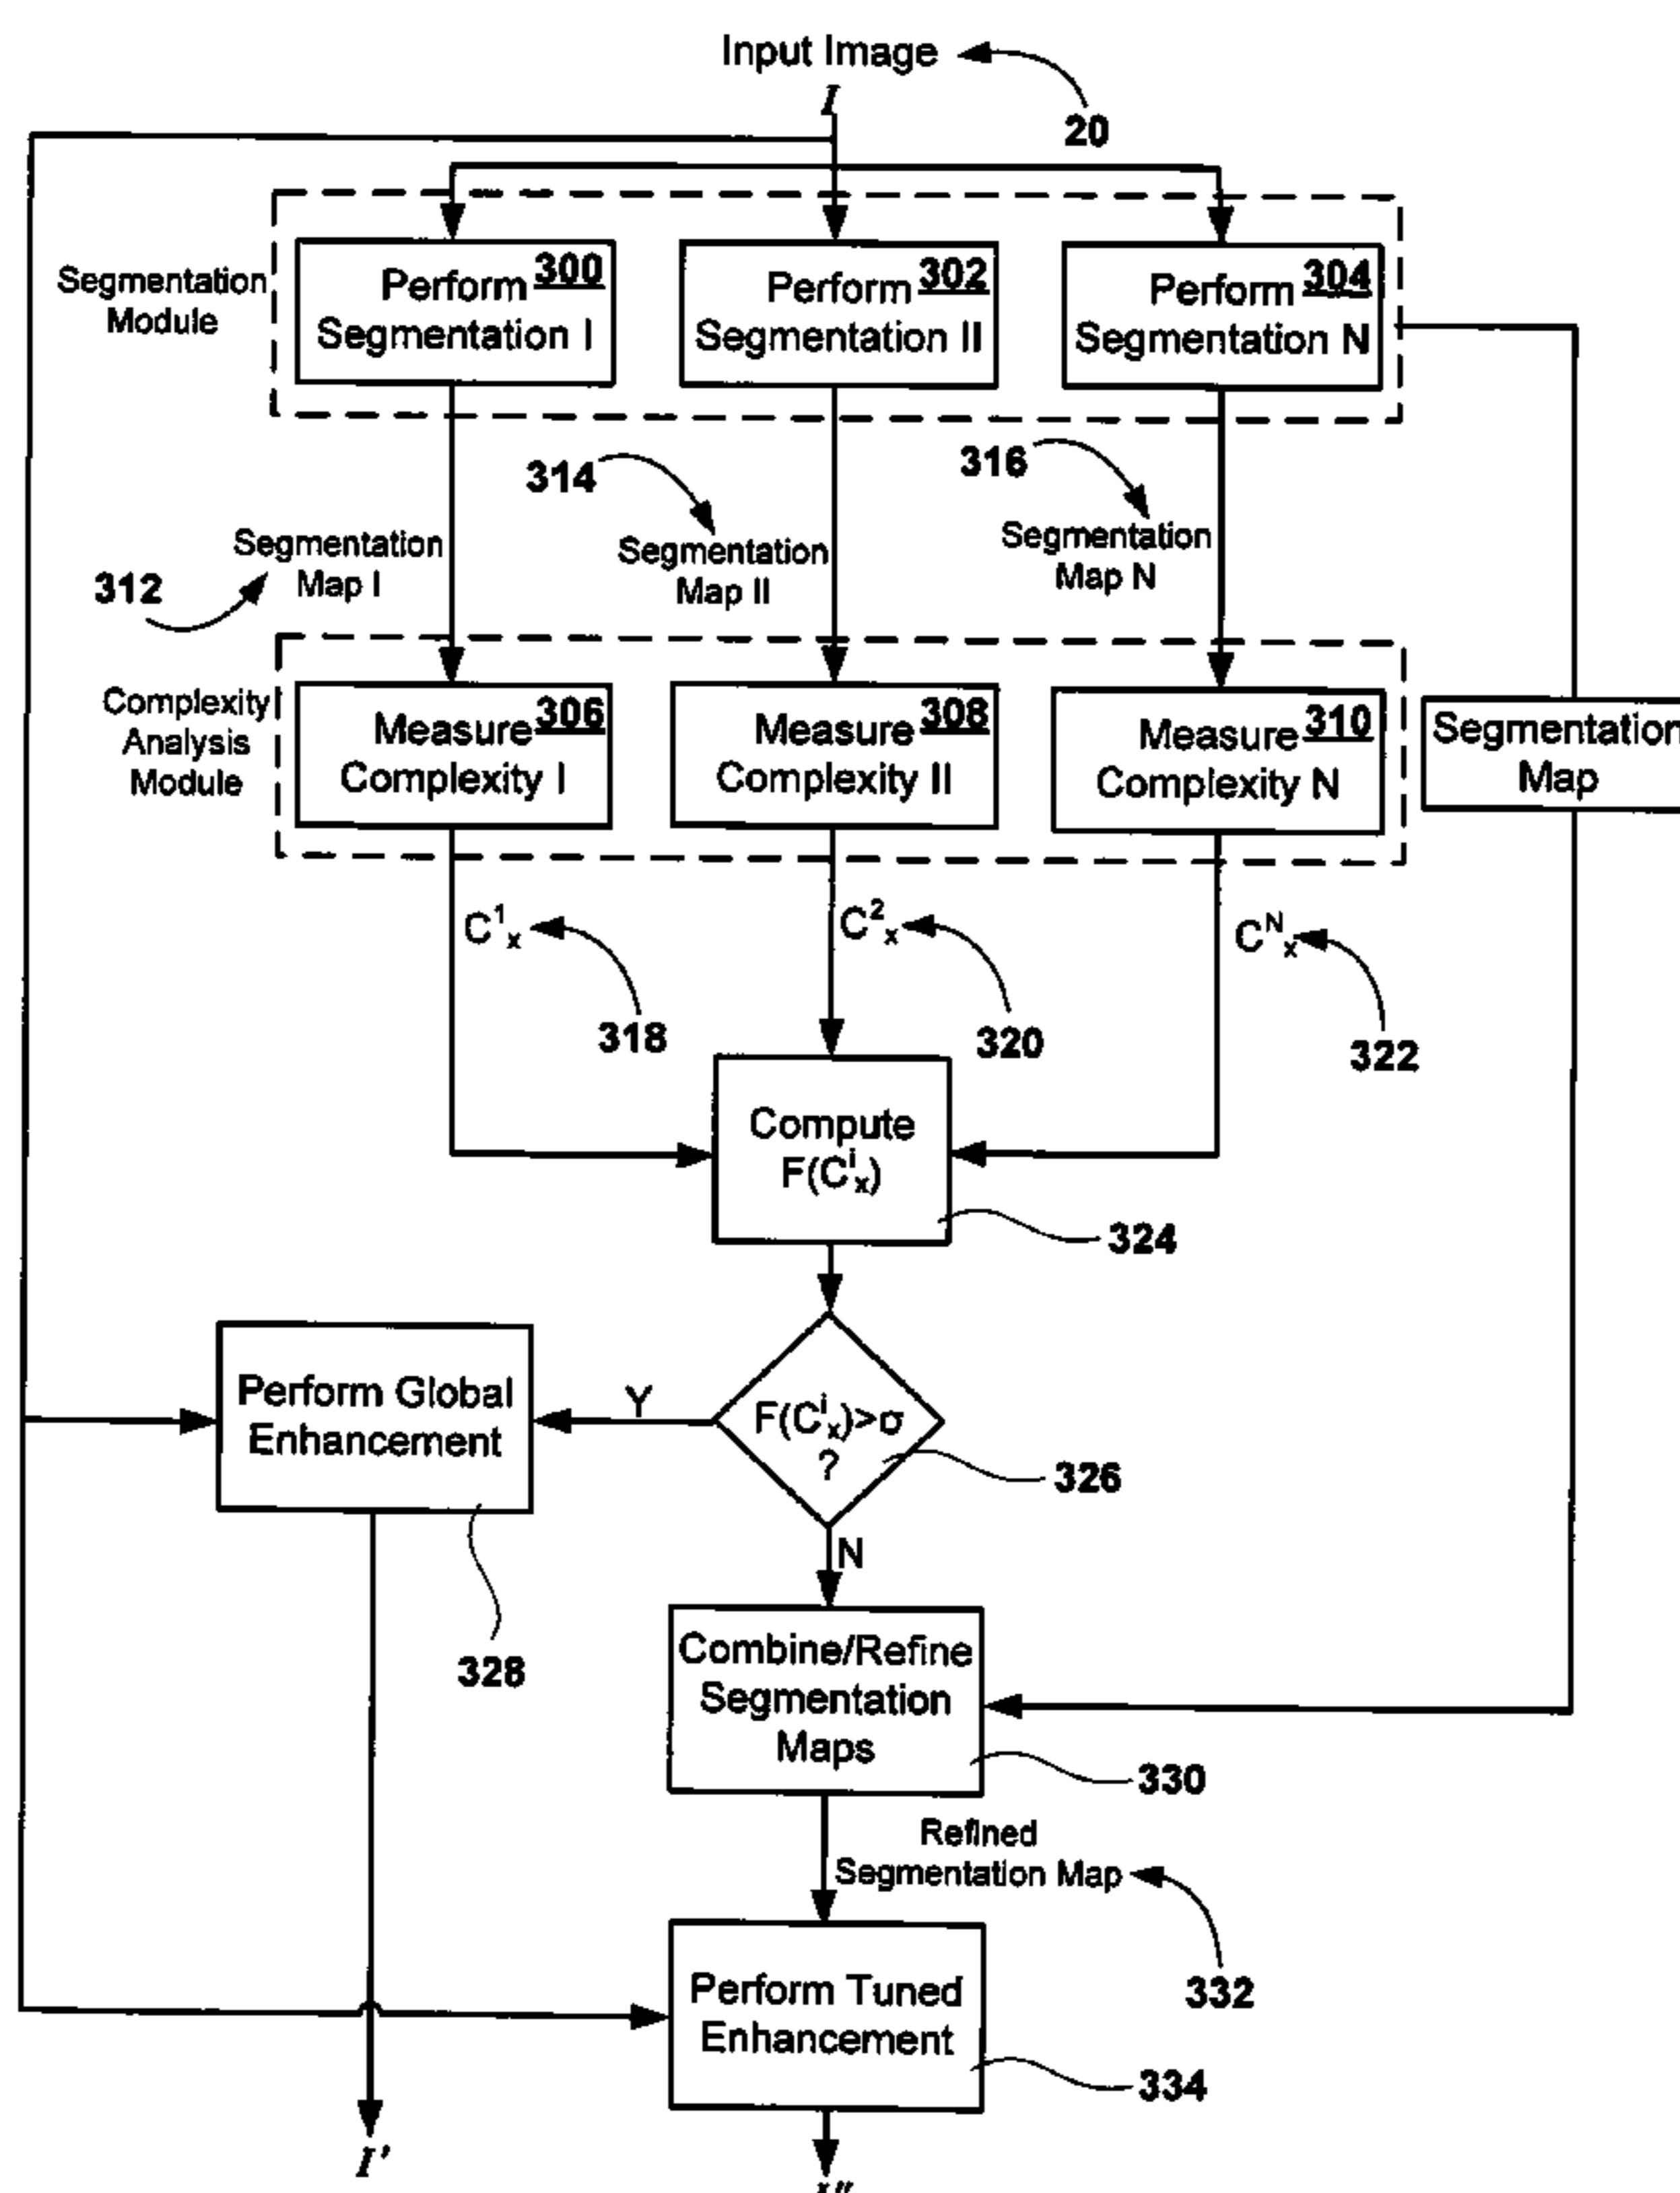 Input Image
I
20
Segmentation
Module
300
Perform
Segmentation I
302
Perform
Segmentation II
304
Perform
Segmentation N
314
316
Segmentation
Map I
312
Segmentation
Map II
Segmentation
Map N
Complexity
Analysis
Module
306
Measure
Complexity I
308
Measure
Complexity II
310
Measure
Complexity N
Segmentation
Map
C¹ₓ
C²ₓ
Cᴺₓ
318
320
322
Compute
F(Cⁱₓ)
324
Perform Global
Enhancement
Y
F(Cⁱₓ)>σ
?
326
N
328
Combine/Refine
Segmentation
Maps
330
Refined
Segmentation Map
332
Perform Tuned
Enhancement
334
I'